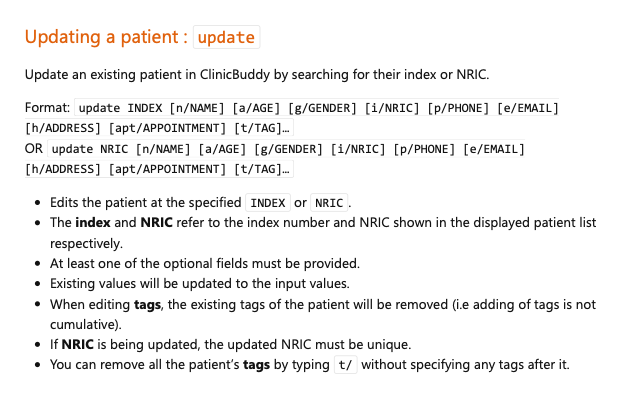 Updating a patient : update
Update an existing patient in ClinicBuddy by searching for their index or NRIC.
Format: update INDEX [n/NAME] [a/AGE] [g/GENDER] [i/NRIC] [p/PHONE] [e/EMAIL]
[h/ADDRESS] [apt/APPOINTMENT] [t/TAG]…
OR update NRIC [n/NAME] [a/AGE] [g/GENDER] [i/NRIC] [p/PHONE] [e/EMAIL]
[h/ADDRESS] [apt/APPOINTMENT] [t/TAG]…
• Edits the patient at the specified INDEX or NRIC .
• The index and NRIC refer to the index number and NRIC shown in the displayed patient list
respectively.
• At least one of the optional fields must be provided.
• Existing values will be updated to the input values.
• When editing tags, the existing tags of the patient will be removed (i.e adding of tags is not
cumulative).
• If NRIC is being updated, the updated NRIC must be unique.
• You can remove all the patient’s tags by typing t/ without specifying any tags after it.